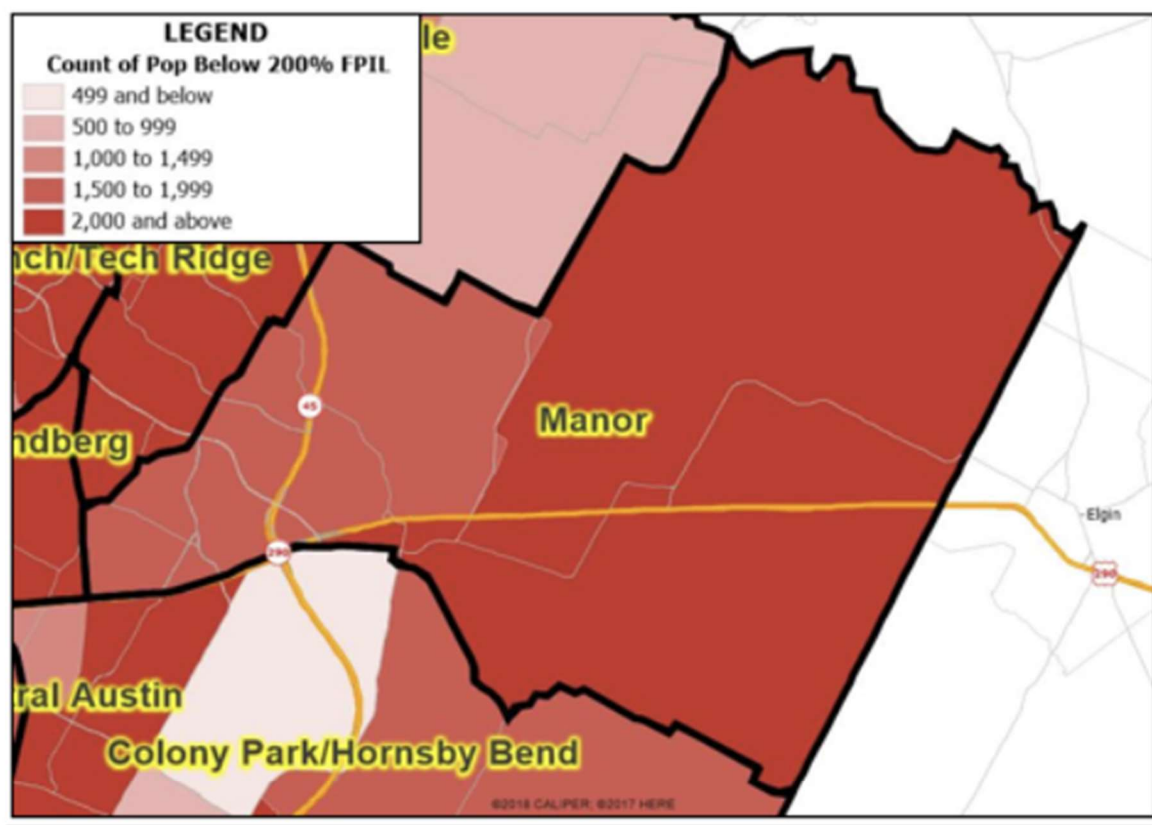 LEGEND
Count of Pop Below 200% FPIL
499 and below
500 to 999
1,000 to 1,499
1,500 to 1,999
2,000 and above
le
nch/Tech Ridge
45
Manor
ndberg
Elgin
290
290
ral Austin
Colony Park/Hornsby Bend
©2018 CALIPER; ©2017 HERE